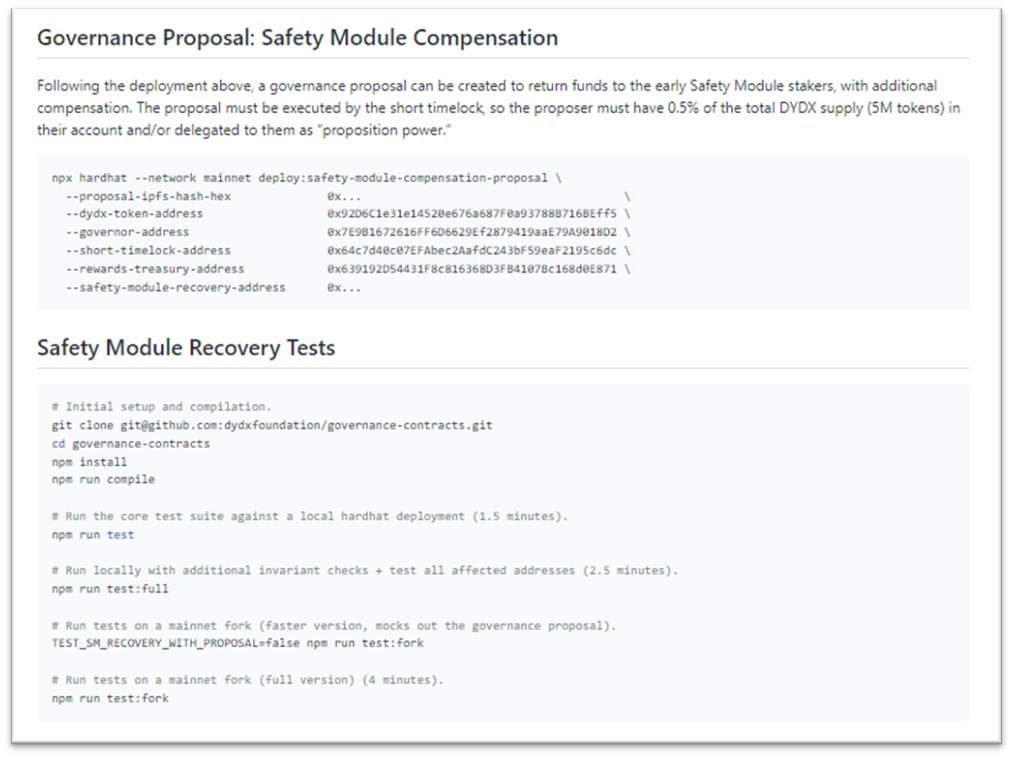 Governance Proposal: Safety Module Compensation
Following the deployment above, a governance proposal can be created to return funds to the early Safety Module stakers, with additional
compensation. The proposal must be executed by the short timelock, so the proposer must have 0.5% of the total DYDX supply (5M tokens) in
their account and/or delegated to them as "proposition power."
npx hardhat --network mainnet deploy:safety-module-compensation-proposal \
--proposal-ipfs-hash-hex 0x... \
--dydx-token-address 0x92D6C1e31e14520e676a687F0a93788B716BEff5 \
--governor-address 0x7E9B1672616FF6D6629Ef2879419aaE79A9018D2 \
--short-timelock-address 0x64c7d40c07EFAbec2AafdC243bF59eaF2195c6dc \
--rewards-treasury-address 0x639192D54431F8c816368D3FB4107Bc168d0E871 \
--safety-module-recovery-address 0x...
Safety Module Recovery Tests
# Initial setup and compilation.
git clone git@github.com:dydxfoundation/governance-contracts.git
cd governance-contracts
npm install
npm run compile
# Run the core test suite against a local hardhat deployment (1.5 minutes).
npm run test
# Run locally with additional invariant checks + test all affected addresses (2.5 minutes).
npm run test:full
# Run tests on a mainnet fork (faster version, mocks out the governance proposal).
TEST_SM_RECOVERY_WITH_PROPOSAL=false npm run test:fork
# Run tests on a mainnet fork (full version) (4 minutes).
npm run test:fork